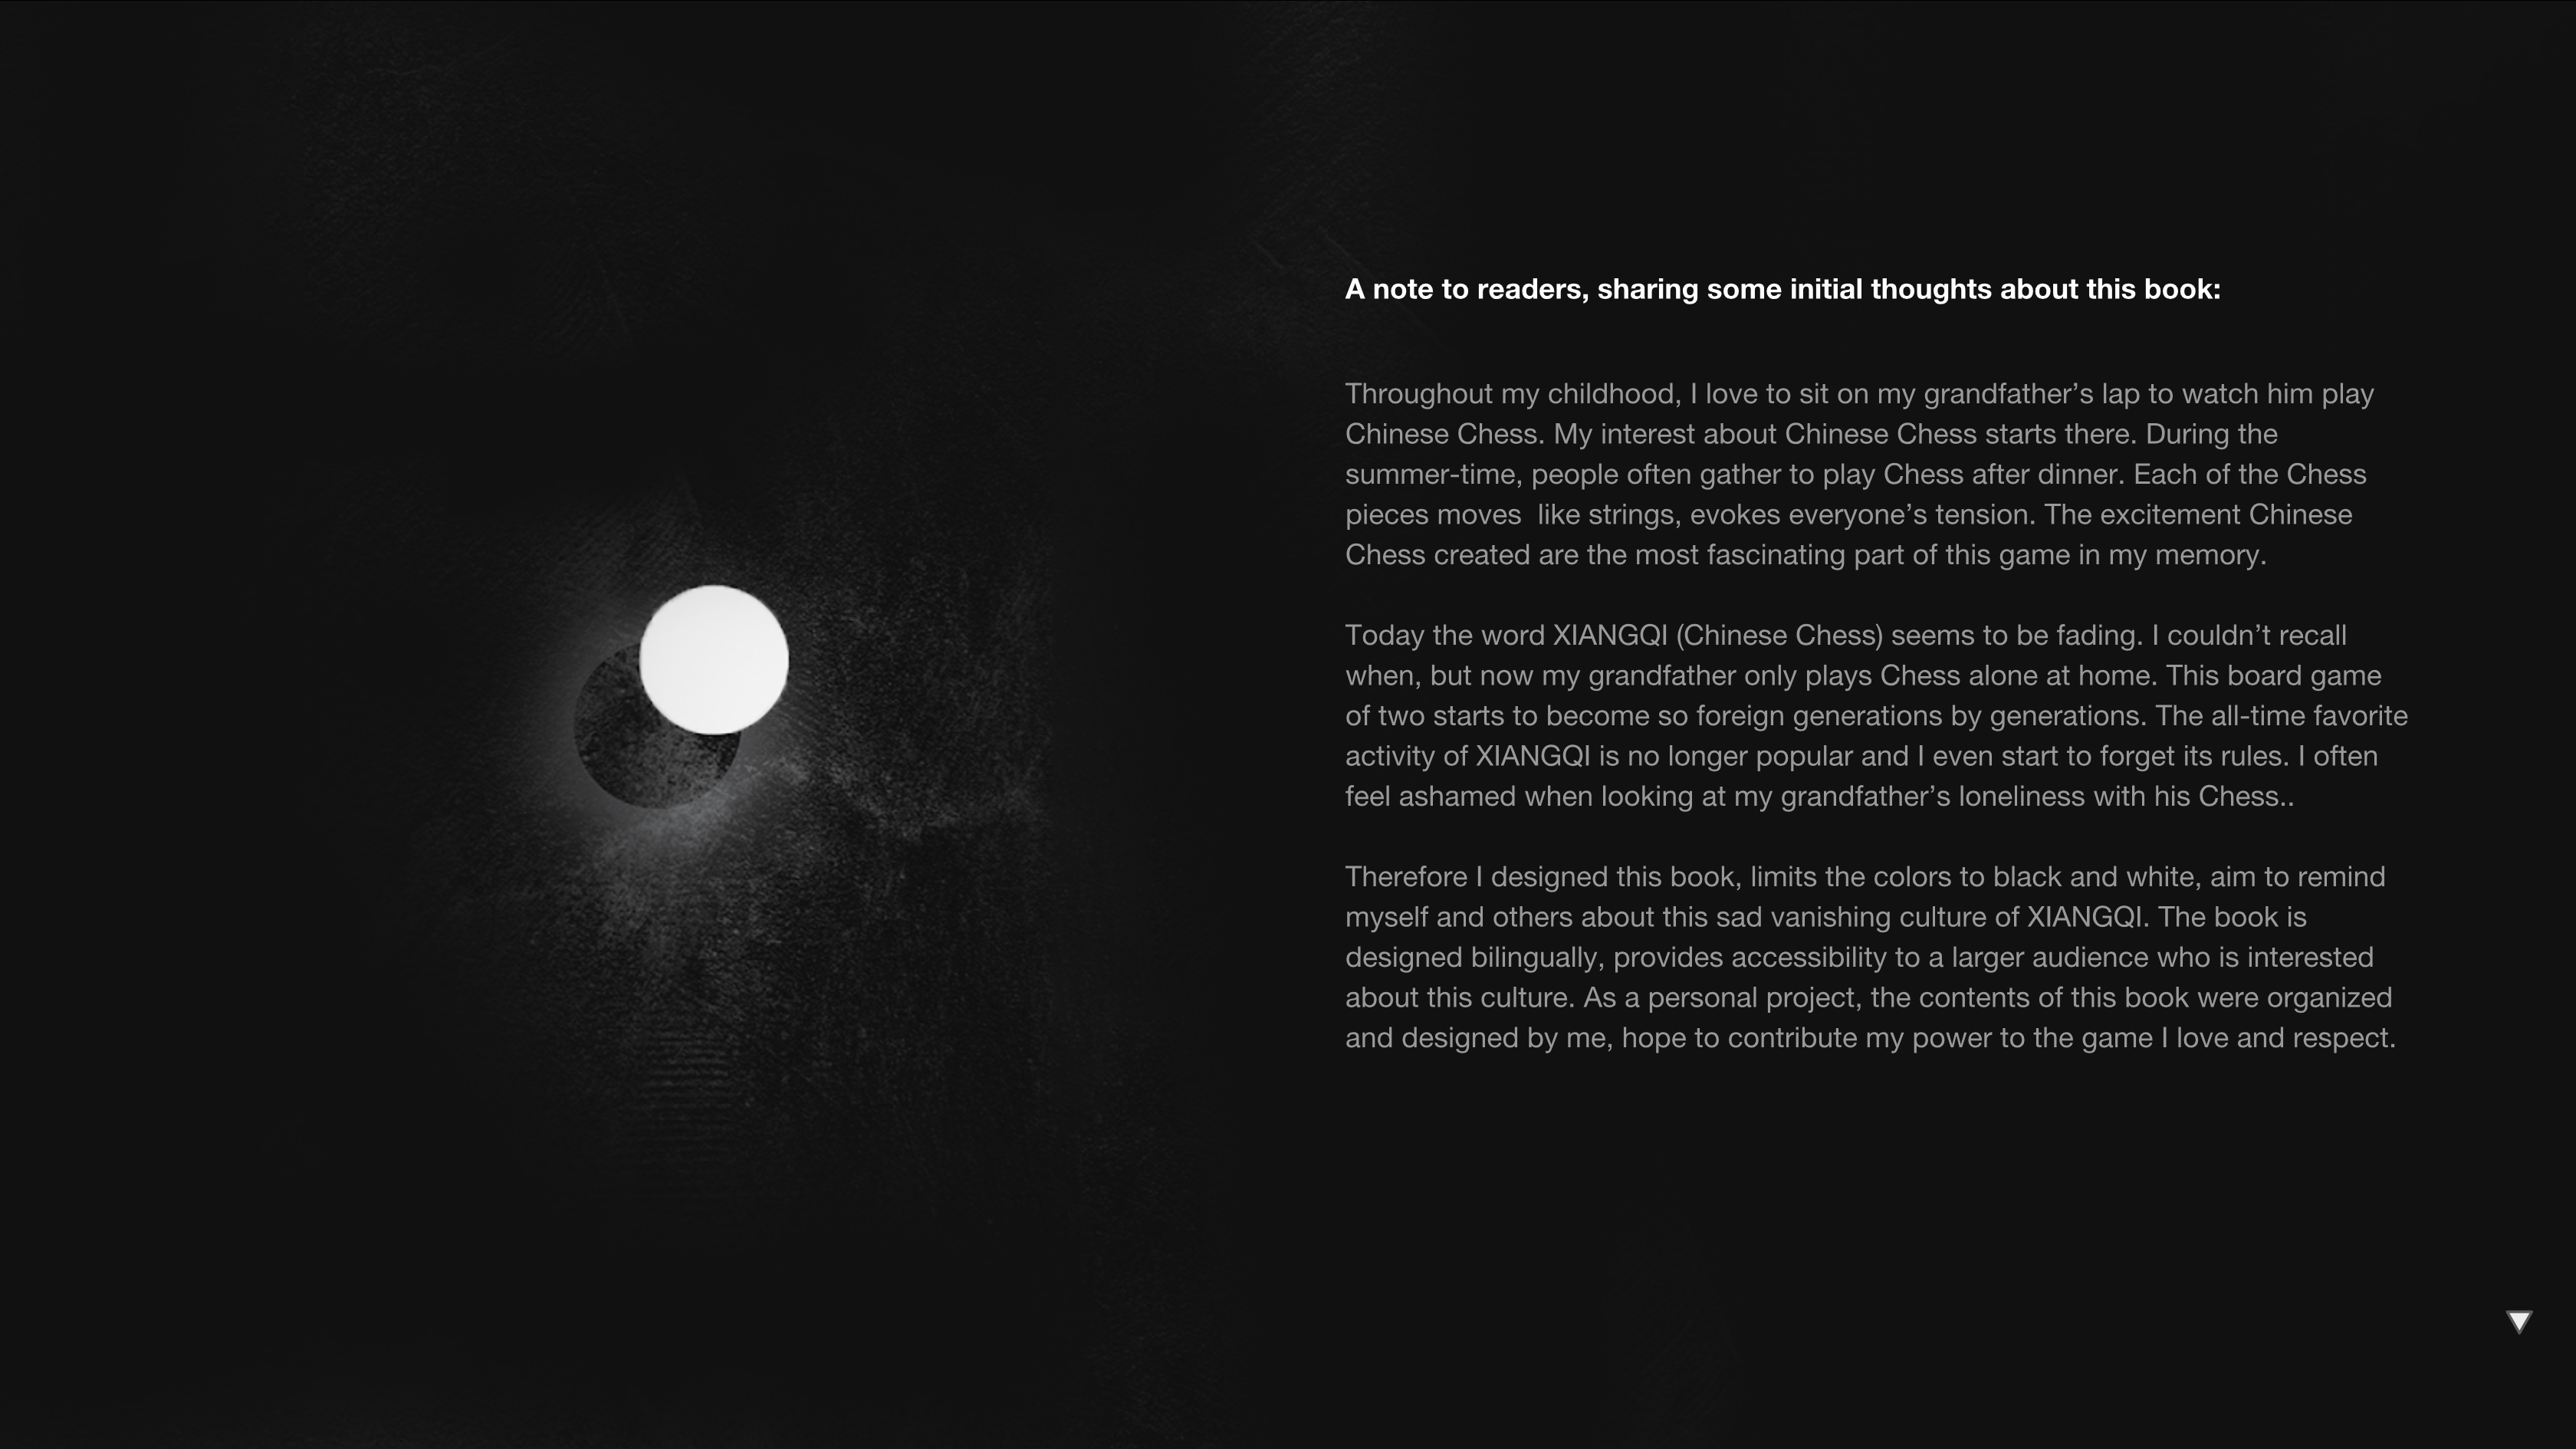 A note to readers, sharing some initial thoughts about this book:
Throughout my childhood, I love to sit on my grandfather’s lap to watch him play
Chinese Chess. My interest about Chinese Chess starts there. During the
summer-time, people often gather to play Chess after dinner. Each of the Chess
pieces moves  like strings, evokes everyone’s tension. The excitement Chinese
Chess created are the most fascinating part of this game in my memory.
Today the word XIANGQI (Chinese Chess) seems to be fading. I couldn’t recall
when, but now my grandfather only plays Chess alone at home. This board game
of two starts to become so foreign generations by generations. The all-time favorite
activity of XIANGQI is no longer popular and I even start to forget its rules. I often
feel ashamed when looking at my grandfather’s loneliness with his Chess..
Therefore I designed this book, limits the colors to black and white, aim to remind
myself and others about this sad vanishing culture of XIANGQI. The book is
designed bilingually, provides accessibility to a larger audience who is interested
about this culture. As a personal project, the contents of this book were organized
and designed by me, hope to contribute my power to the game I love and respect.